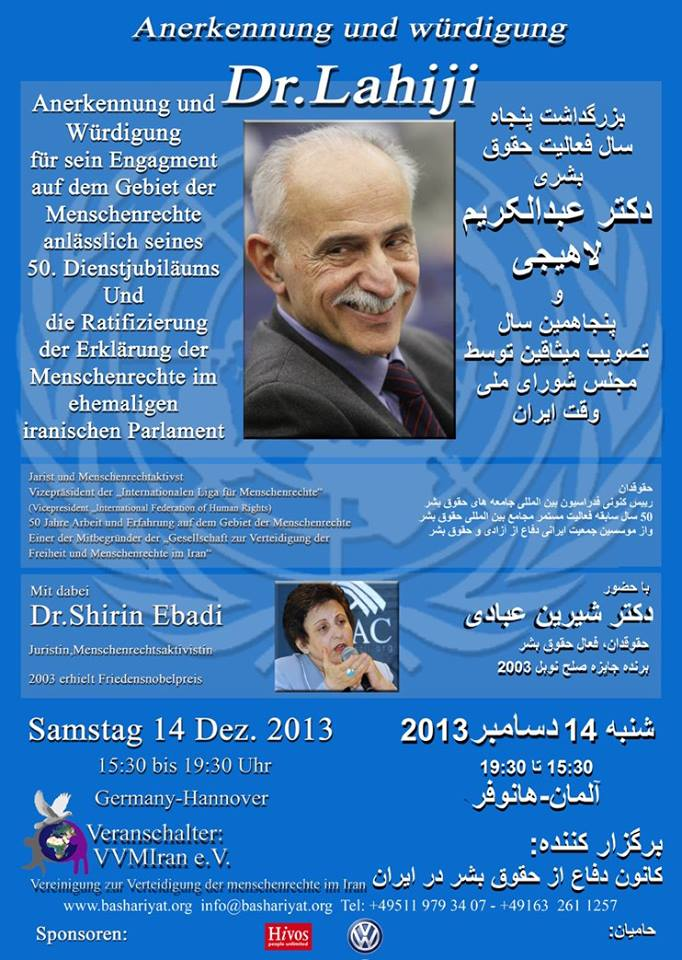 Anerkennung und würdigung
Dr.Lahiji
Anerkennung und
Würdigung
für sein Engagment
auf dem Gebiet der
Menschenrechte
anlässlich seines
50. Dienstjubiläums
Und
die Ratifizierung
der Erklärung der
Menschenrechte im
ehemaligen
iranischen Parlament
بزرگداشت پنجاه
سال فعالیت حقوق
بشری
دکتر عبدالکریم
لاهیجی
و
پنجاهمین سال
تصویب میثاقین توسط
مجلس شورای ملی
وقت ایران
Jarist und Menschenrechtaktivst
Vizepräsident der „Internationalen Liga für Menschenrechte“
(Vicepresident „International Federation of Human Rights)
50 Jahre Arbeit und Erfahrung auf dem Gebiet der Menschenrechte
Einer der Mitbegründer der „Gesellschaft zur Verteidigung der
Freiheit und Menschenrechte im Iran“
حقوقدان
رییس کنونی فدراسیون بین المللی جامعه های حقوق بشر
50 سال سابقه فعالیت مستمر مجامع بین المللی حقوق بشر
واز موسسین جمعیت ایرانی دفاع از آزادی و حقوق بشر
Mit dabei
Dr.Shirin Ebadi
Juristin,Menschenrechtsaktivistin
2003 erhielt Friedensnobelpreis
AC
با حضور
دکتر شیرین عبادی
حقوقدان، فعال حقوق بشر
برنده جایزه صلح نوبل 2003
Samstag 14 Dez. 2013
15:30 bis 19:30 Uhr
Germany-Hannover
شنبه 14 دسامبر2013
15:30 تا 19:30
آلمان-هانوفر
Veranschalter:
VVMIran e.V.
Vereinigung zur Verteidigung der menschenrechte im Iran
برگزار کننده:
کانون دفاع از حقوق بشر در ایران
www.bashariyat.org info@bashariyat.org Tel: +49511 979 34 07 - +49163 261 1257
Sponsoren:
Hivos
people unlimited
حامیان: